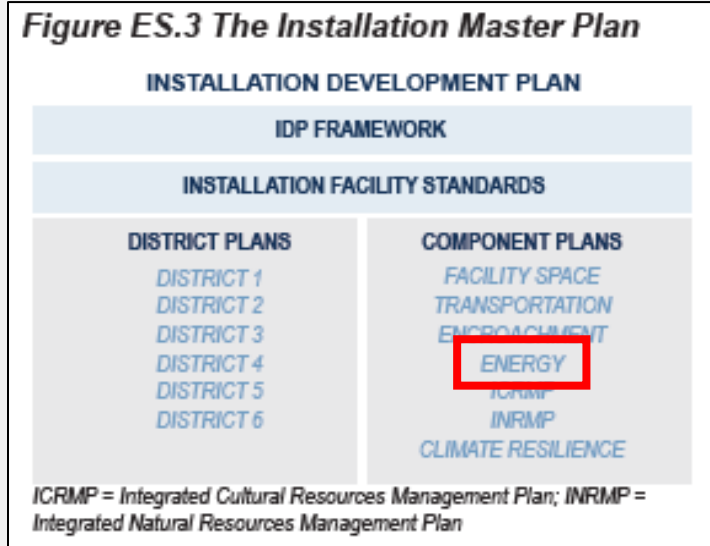 Figure ES.3 The Installation Master Plan
INSTALLATION DEVELOPMENT PLAN
IDP FRAMEWORK
INSTALLATION FACILITY STANDARDS
DISTRICT PLANS
DISTRICT 1
DISTRICT 2
DISTRICT 3
DISTRICT 4
DISTRICT 5
DISTRICT 6
COMPONENT PLANS
FACILITY SPACE
TRANSPORTATION
ENCROACHMENT
ENERGY
ICRMP
INRMP
CLIMATE RESILIENCE
ICRMP = Integrated Cultural Resources Management Plan; INRMP =
Integrated Natural Resources Management Plan